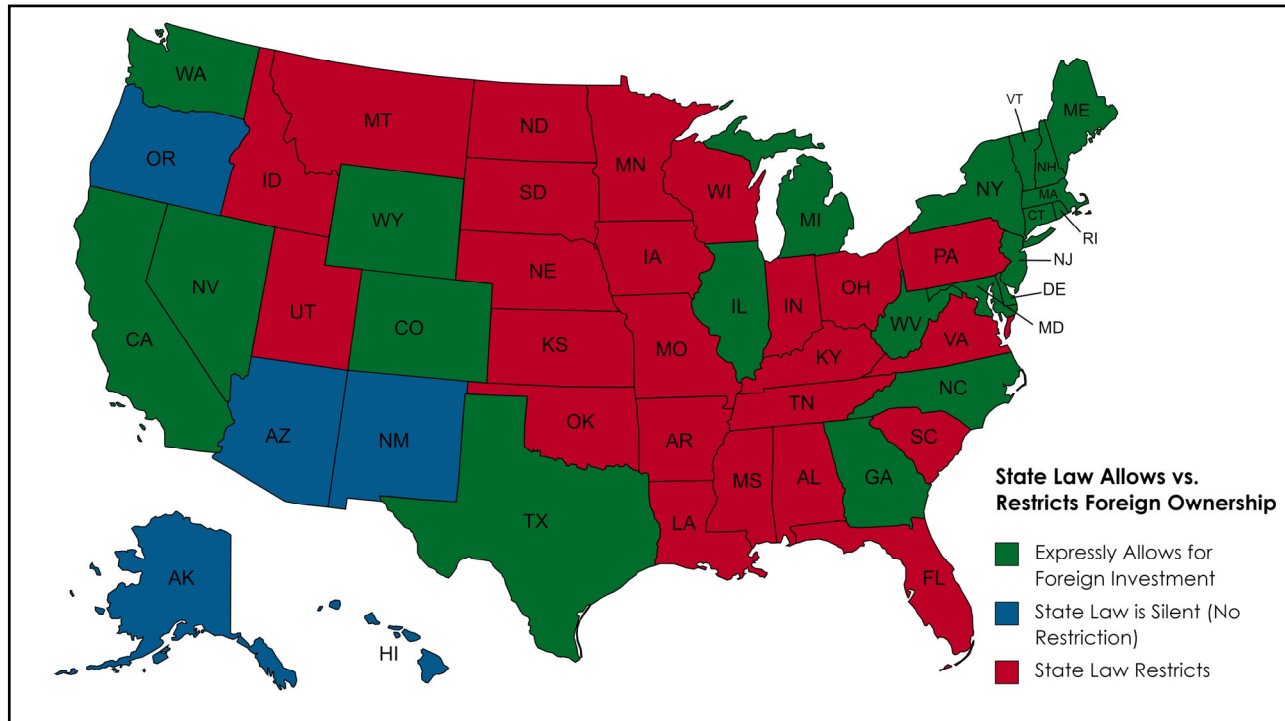 WA
MT
ND
MN
VT
ME
OR
ID
SD
WI
NH
NY
MA
WY
MI
CT
RI
IA
PA
NE
NJ
NV
OH
UT
IL
IN
DE
CO
WV
CA
MD
KS
MO
VA
KY
NC
TN
OK
AZ
NM
AR
SC
MS
AL
GA
TX
LA
FL
AK
HI
State Law Allows vs.
Restricts Foreign Ownership
Expressly Allows for
Foreign Investment
State Law is Silent (No
Restriction)
State Law Restricts